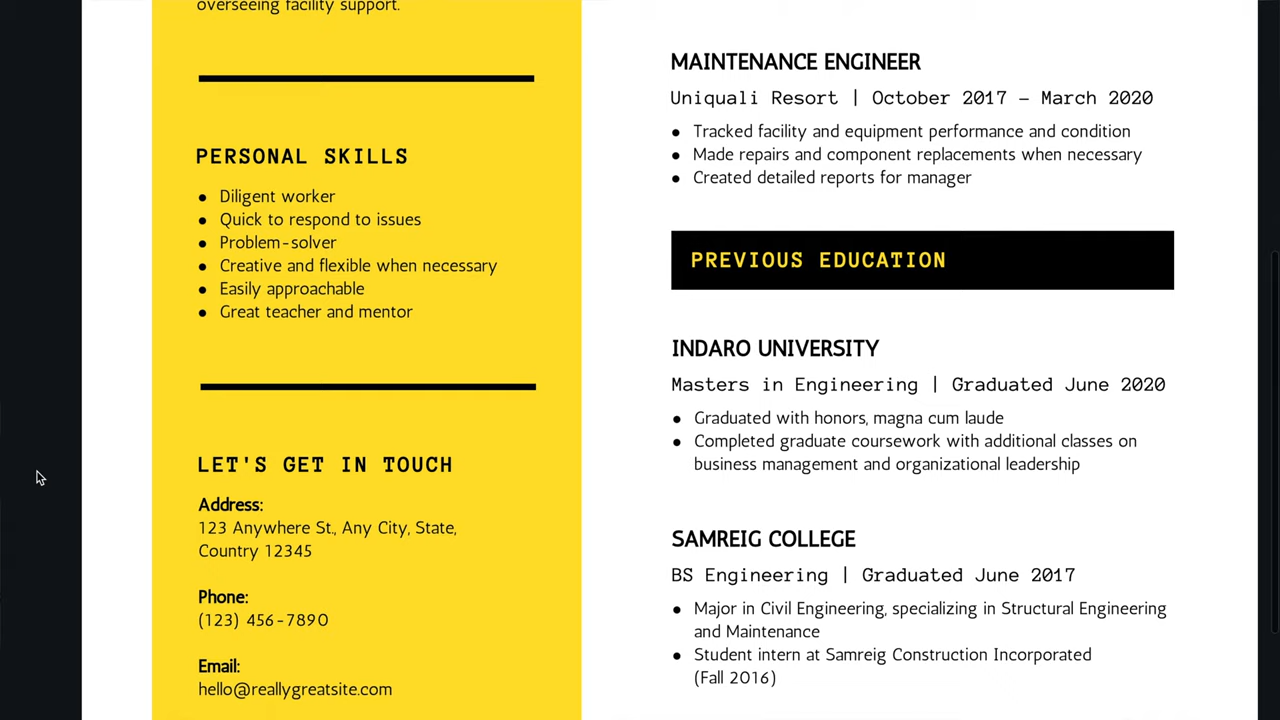 overseeing facility support.
PERSONAL SKILLS
● Diligent worker
● Quick to respond to issues
● Problem-solver
● Creative and flexible when necessary
● Easily approachable
● Great teacher and mentor
LET'S GET IN TOUCH
Address:
123 Anywhere St., Any City, State,
Country 12345
Phone:
(123) 456-7890
Email:
hello@reallygreatsite.com
MAINTENANCE ENGINEER
Uniquali Resort | October 2017 – March 2020
● Tracked facility and equipment performance and condition
● Made repairs and component replacements when necessary
● Created detailed reports for manager
PREVIOUS EDUCATION
INDARO UNIVERSITY
Masters in Engineering | Graduated June 2020
● Graduated with honors, magna cum laude
● Completed graduate coursework with additional classes on
business management and organizational leadership
SAMREIG COLLEGE
BS Engineering | Graduated June 2017
● Major in Civil Engineering, specializing in Structural Engineering
and Maintenance
● Student intern at Samreig Construction Incorporated
(Fall 2016)